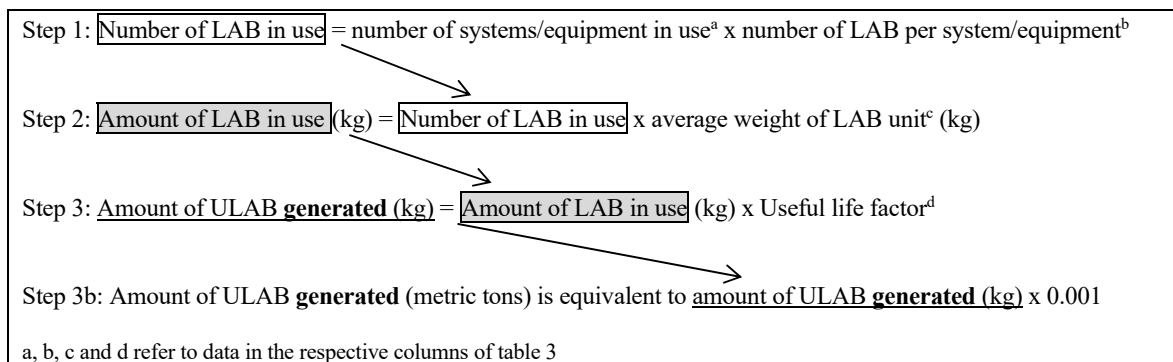 Step 1: Number of LAB in use = number of systems/equipment in useᵃ x number of LAB per system/equipmentᵇ
Step 2: Amount of LAB in use (kg) = Number of LAB in use x average weight of LAB unitᶜ (kg)
Step 3: Amount of ULAB generated (kg) = Amount of LAB in use (kg) x Useful life factorᵈ
Step 3b: Amount of ULAB generated (metric tons) is equivalent to amount of ULAB generated (kg) x 0.001
a, b, c and d refer to data in the respective columns of table 3